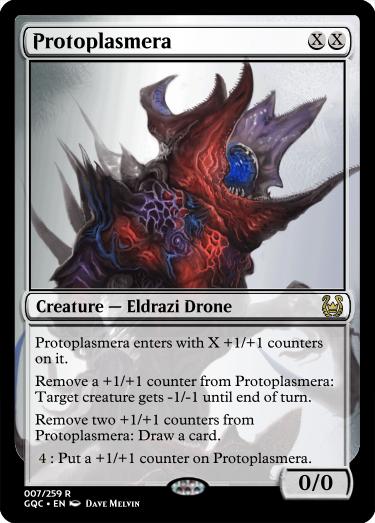 Protoplasmera XX
Creature — Eldrazi Drone
Protoplasmera enters with X +1/+1 counters
on it.
Remove a +1/+1 counter from Protoplasmera:
Target creature gets -1/-1 until end of turn.
Remove two +1/+1 counters from
Protoplasmera: Draw a card.
4 : Put a +1/+1 counter on Protoplasmera.
0/0
007/259 R
GQC • EN Dave Melvin